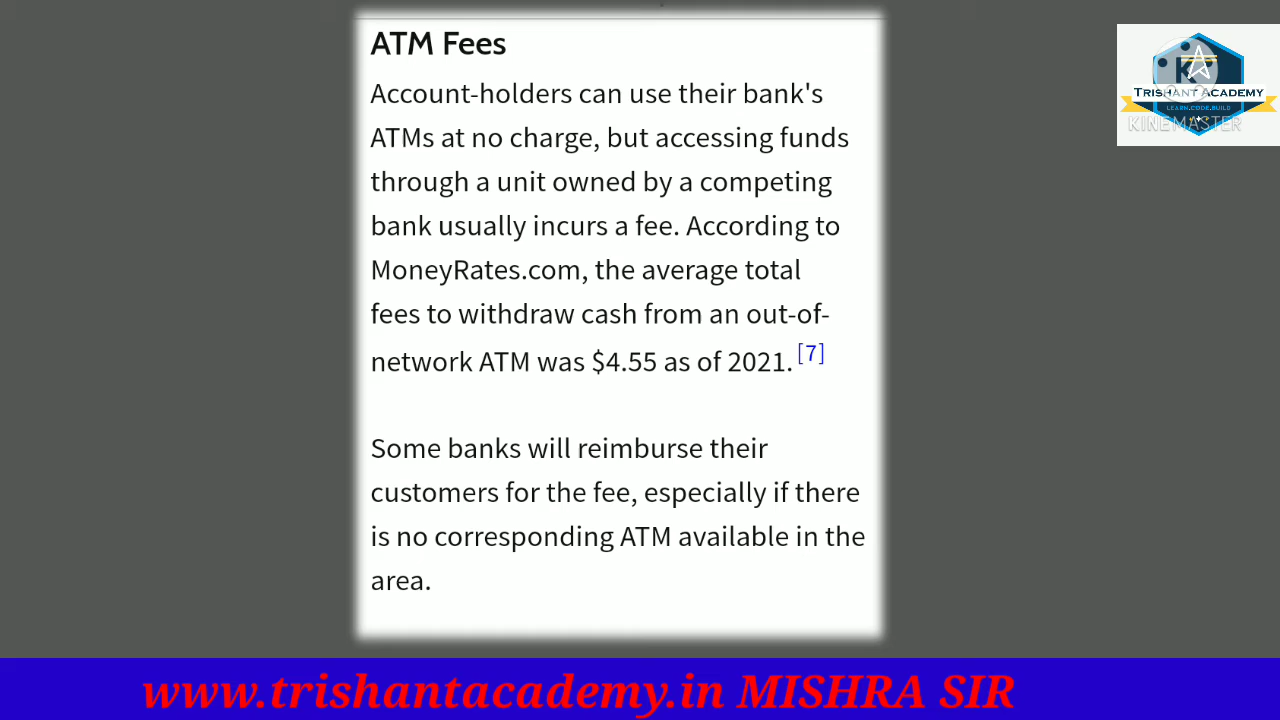 ATM Fees
Account-holders can use their bank's
ATMs at no charge, but accessing funds
through a unit owned by a competing
bank usually incurs a fee. According to
MoneyRates.com, the average total
fees to withdraw cash from an out-of-
network ATM was $4.55 as of 2021. [7]
Some banks will reimburse their
customers for the fee, especially if there
is no corresponding ATM available in the
area.
TRISHANT ACADEMY
LEARN.CODE.BUILD
KINEMASTER
www.trishantacademy.in MISHRA SIR